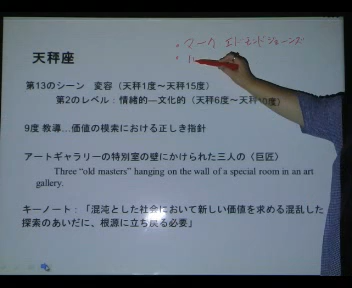 ・マーク エドモンドジョーンズ
天秤座
第13のシーン 変容（天秤1度〜天秤15度）
第2のレベル：情緒的―文化的（天秤6度〜天秤10度）
9度 教導…価値の模索における正しき指針
アートギャラリーの特別室の壁にかけられた三人の（巨匠）
Three “old masters” hanging on the wall of a special room in an art
gallery.
キーノート：「混沌とした社会において新しい価値を求める混乱した
探索のあいだに、根源に立ち戻る必要」